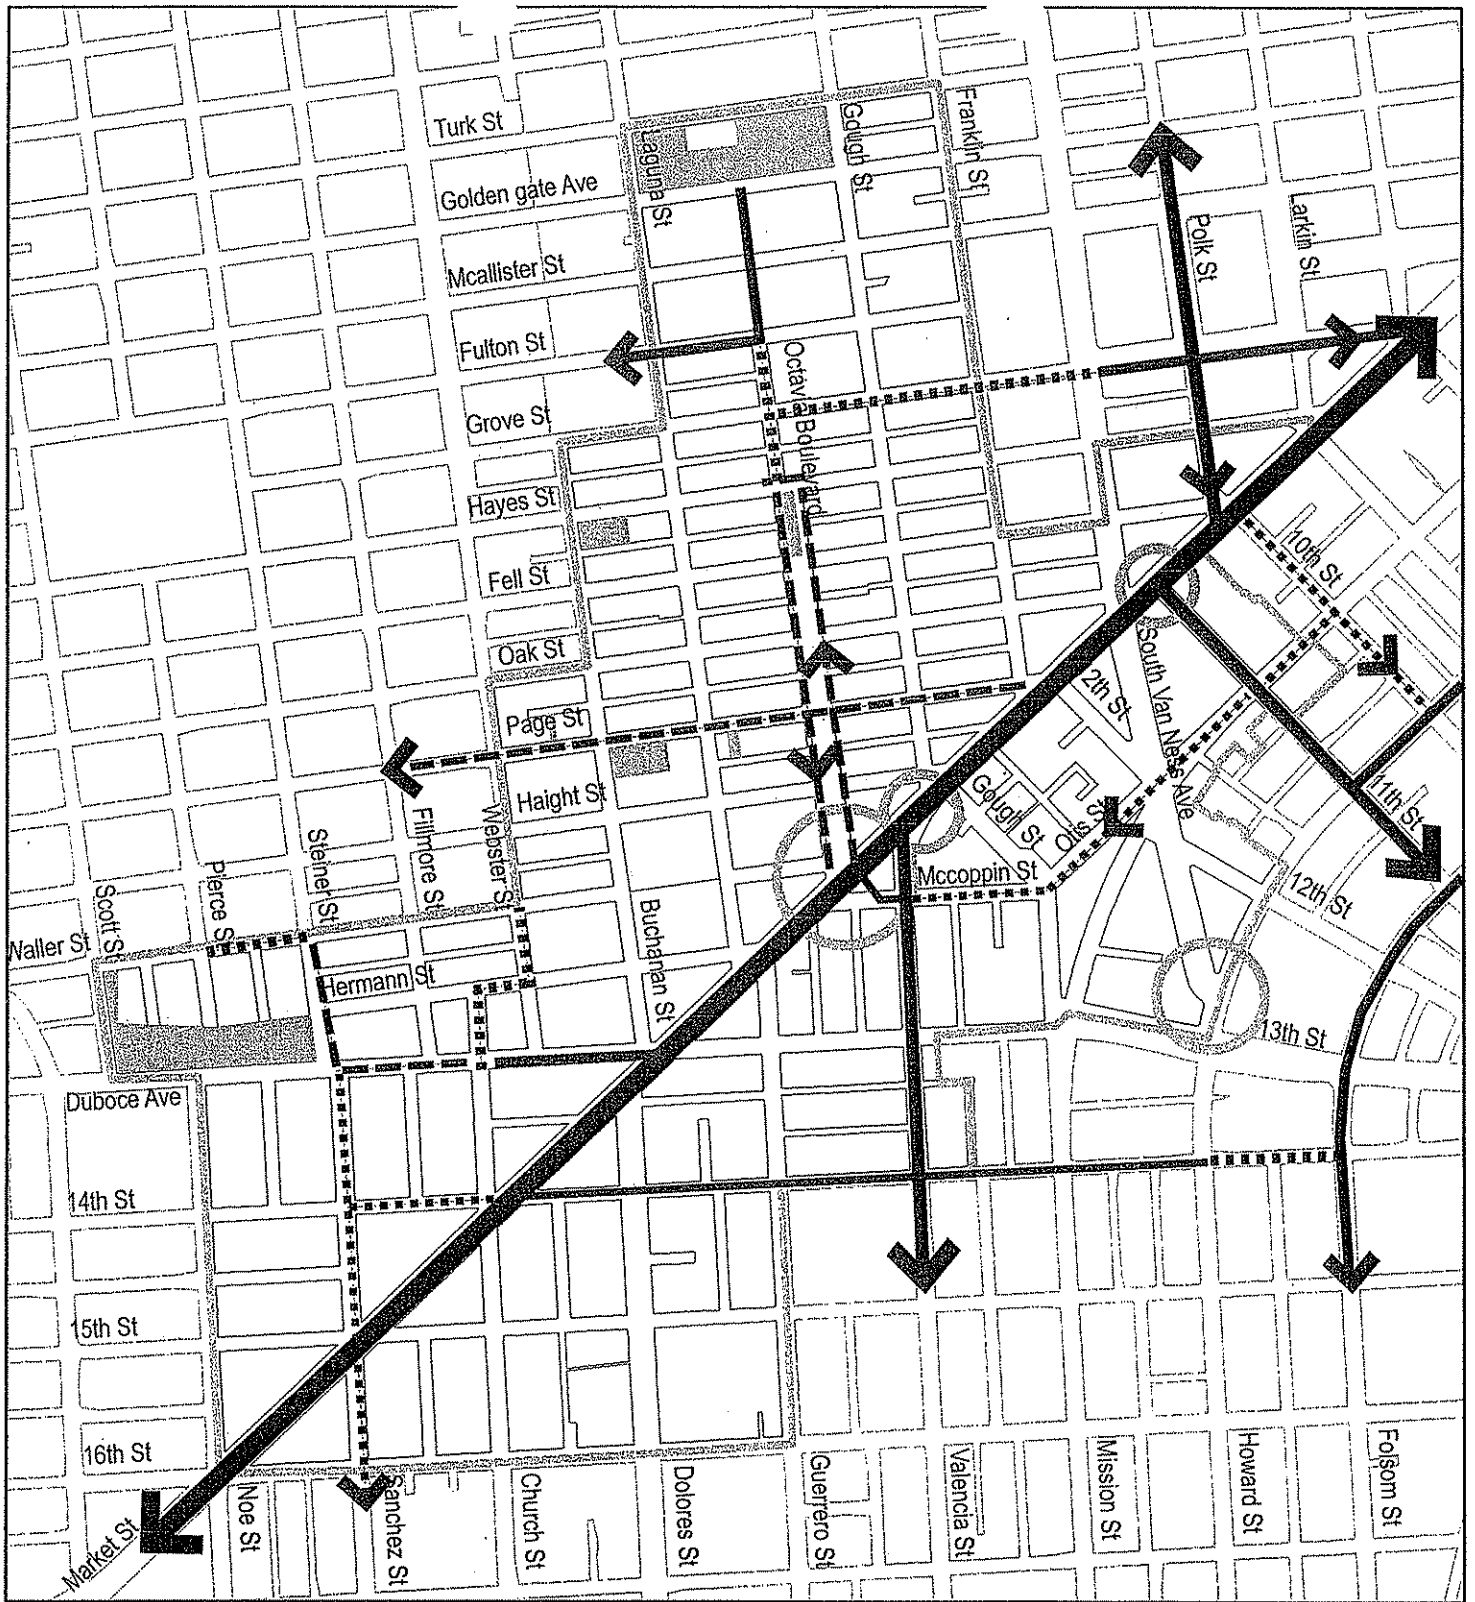 Turk St
Golden gate Ave
Mcallister St
Fulton St
Grove St
Hayes St
Fell St
Oak St
Page St
Haight St
Laguna St
Gough St
Franklin St
Polk St
Larkin St
Octavia Boulevard
10th St
South Van Ness Ave
2th St
11th St
Gough St
Otis St
Mccoppin St
12th St
13th St
Webster St
Fillmore St
Steiner St
Pierce S
Scott S
Waller St
Hermann St
Buchanan St
Duboce Ave
14th St
15th St
16th St
Market St
Noe St
Sanchez St
Church St
Dolores St
Guerrero St
Valencia St
Mission St
Howard St
Folsom St